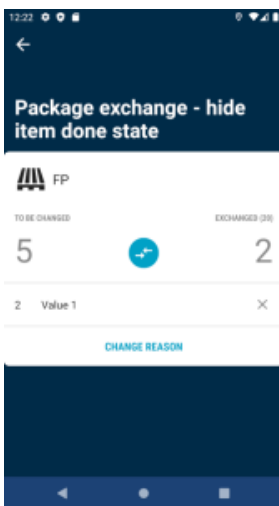 12:22
Package exchange - hide
item done state
FP
TO BE CHANGED
EXCHANGED (20)
5
2
2 Value 1
CHANGE REASON